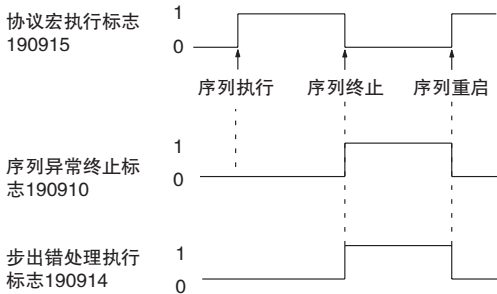 协议宏执行标志
190915
1
0
序列执行
序列终止
序列重启
序列异常终止标
志190910
1
0
步出错处理执行
标志190914
1
0